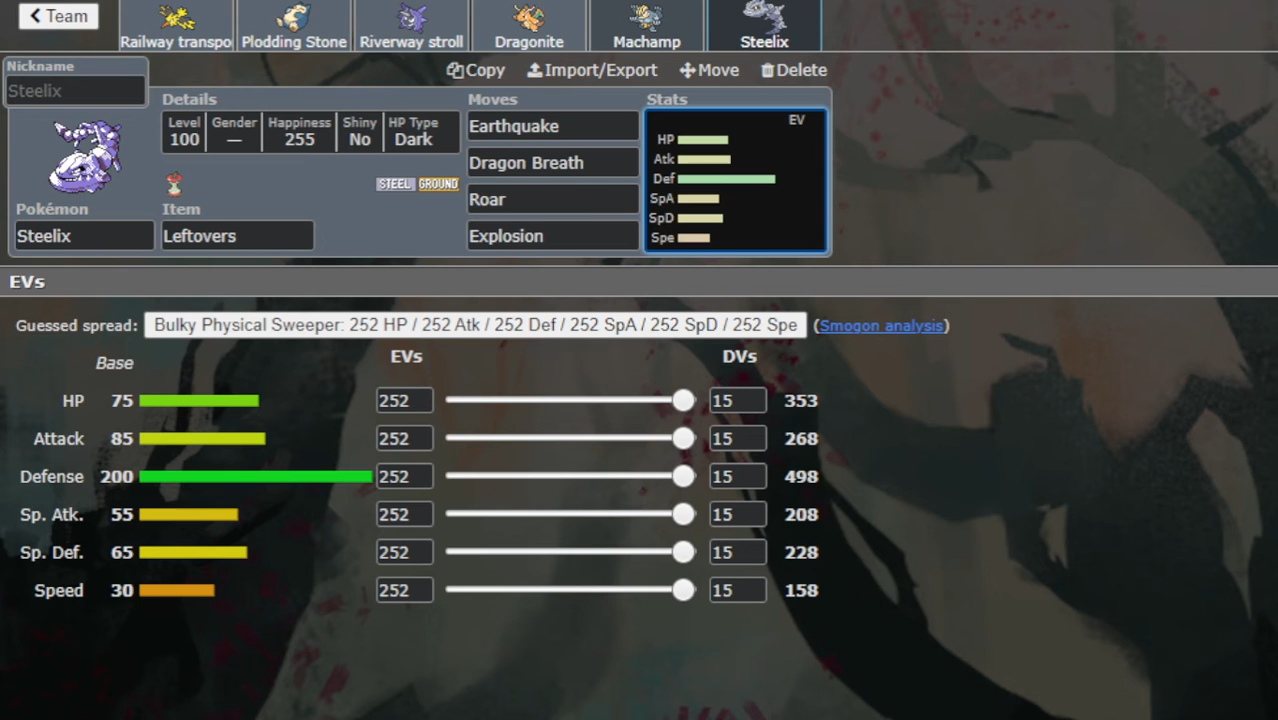 Team
Railway transpo
Plodding Stone
Riverway stroll
Dragonite
Machamp
Steelix
Nickname
Steelix
Copy
Import/Export
Move
Delete
Details
Moves
Stats
Level
100
Gender
—
Happiness
255
Shiny
No
HP Type
Dark
Earthquake
Dragon Breath
Roar
Explosion
EV
HP
Atk
Def
SpA
SpD
Spe
STEEL GROUND
Pokémon
Steelix
Item
Leftovers
EVs
Guessed spread: Bulky Physical Sweeper: 252 HP / 252 Atk / 252 Def / 252 SpA / 252 SpD / 252 Spe (Smogon analysis)
Base EVs DVs
HP 75 252 15 353
Attack 85 252 15 268
Defense 200 252 15 498
Sp. Atk. 55 252 15 208
Sp. Def. 65 252 15 228
Speed 30 252 15 158